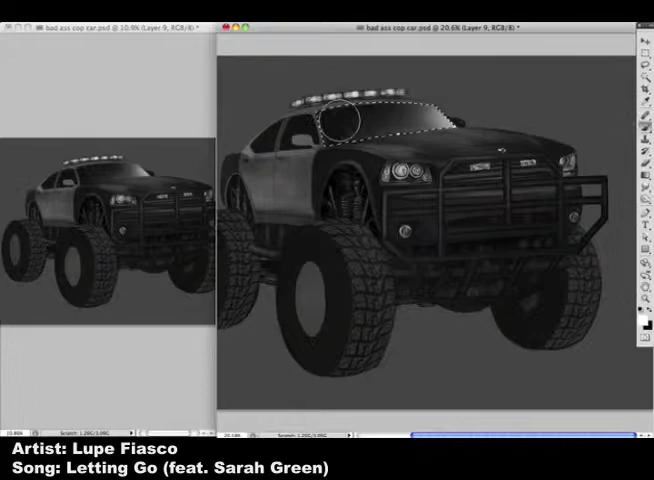 bad ass cop car.psd @ 10.9% (Layer 9, RGB/8) *
bad ass cop car.psd @ 20.6% (Layer 9, RGB/8) *
Artist: Lupe Fiasco
Song: Letting Go (feat. Sarah Green)